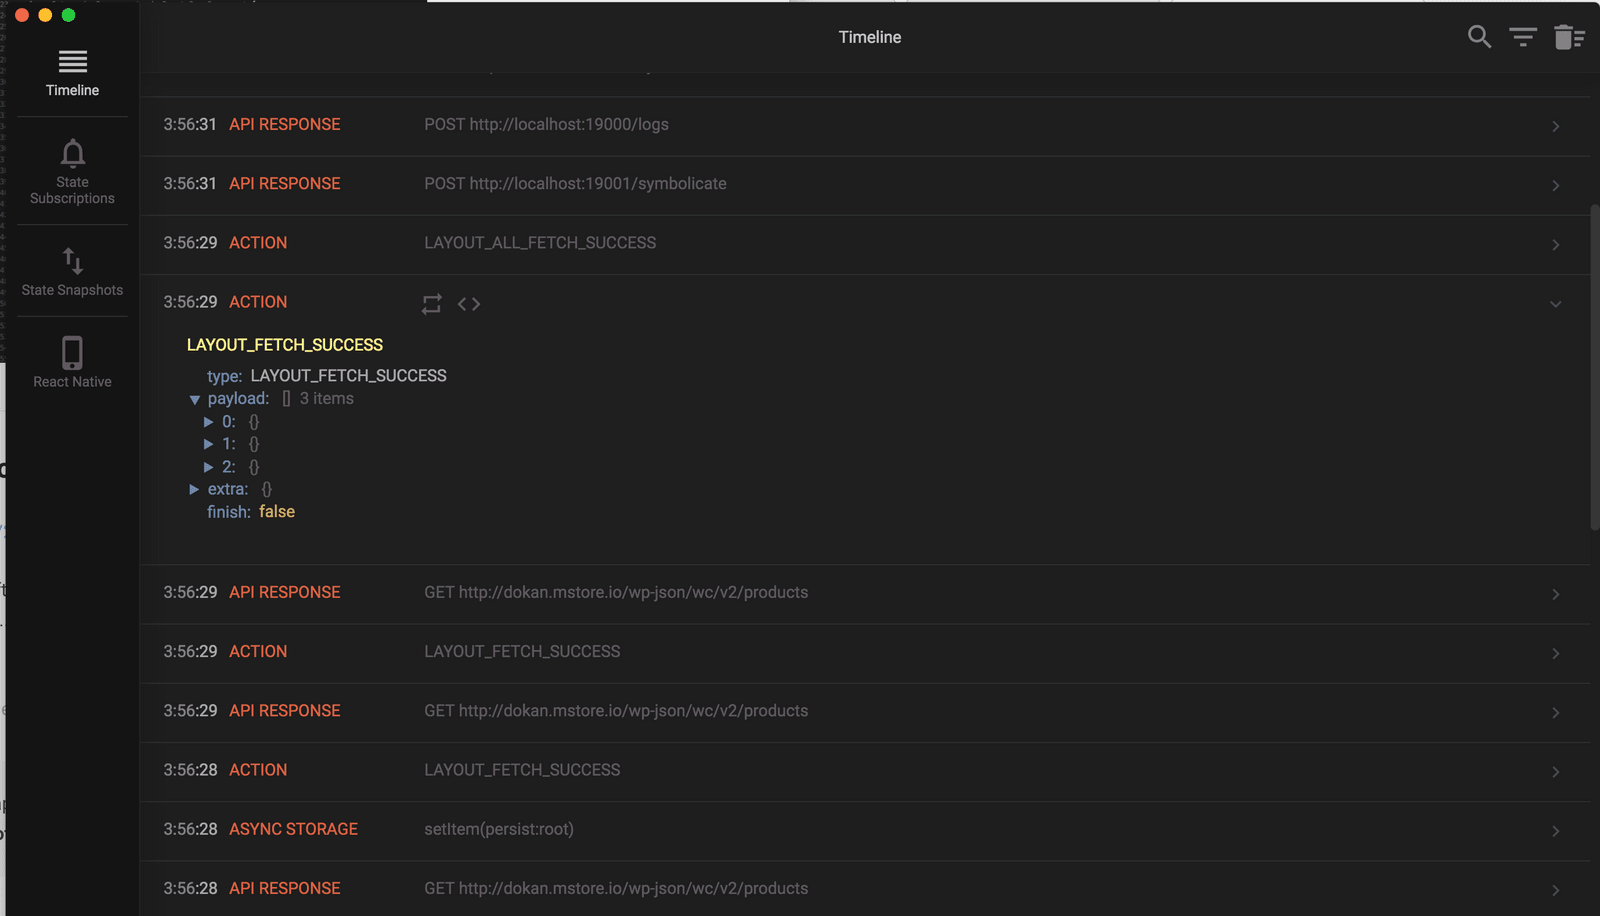 Timeline
Timeline
State
Subscriptions
State Snapshots
React Native
3:56:31 API RESPONSE POST http://localhost:19000/logs
3:56:31 API RESPONSE POST http://localhost:19001/symbolicate
3:56:29 ACTION LAYOUT_ALL_FETCH_SUCCESS
3:56:29 ACTION
LAYOUT_FETCH_SUCCESS
type: LAYOUT_FETCH_SUCCESS
payload: [] 3 items
0: {}
1: {}
2: {}
extra: {}
finish: false
3:56:29 API RESPONSE GET http://dokan.mstore.io/wp-json/wc/v2/products
3:56:29 ACTION LAYOUT_FETCH_SUCCESS
3:56:29 API RESPONSE GET http://dokan.mstore.io/wp-json/wc/v2/products
3:56:28 ACTION LAYOUT_FETCH_SUCCESS
3:56:28 ASYNC STORAGE setItem(persist:root)
3:56:28 API RESPONSE GET http://dokan.mstore.io/wp-json/wc/v2/products